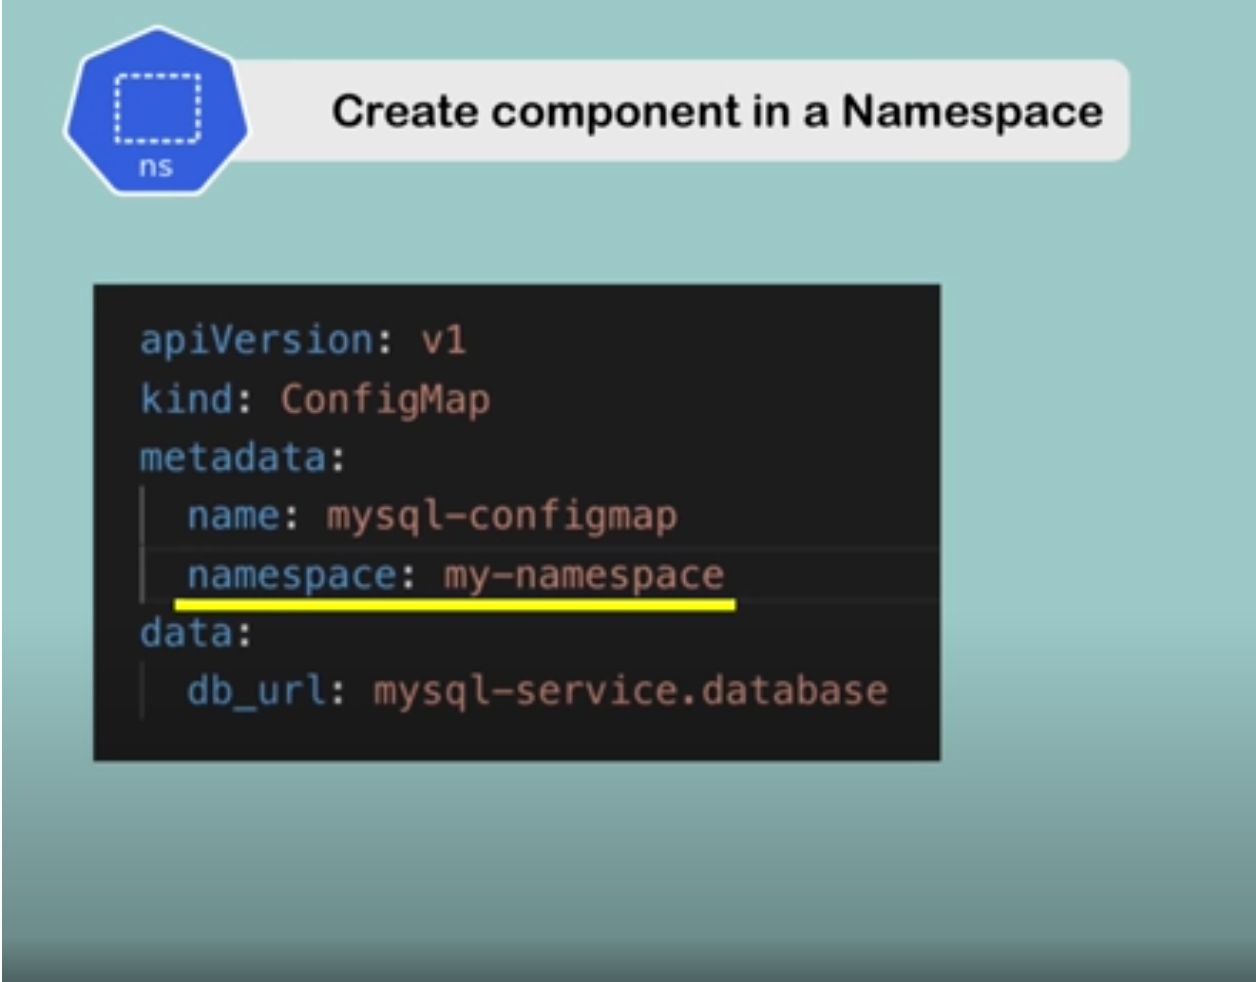 ns
Create component in a Namespace
apiVersion: v1
kind: ConfigMap
metadata:
  name: mysql-configmap
  namespace: my-namespace
data:
  db_url: mysql-service.database